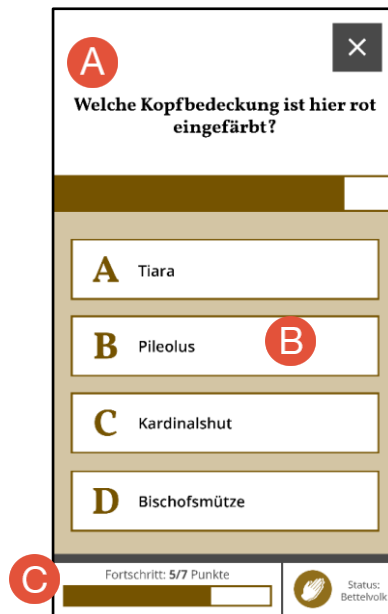 A
Welche Kopfbedeckung ist hier rot
eingefärbt?
A Tiara
B Pileolus
B
C Kardinalshut
D Bischofsmütze
C
Fortschritt: 5/7 Punkte
Status:
Bettelvolk